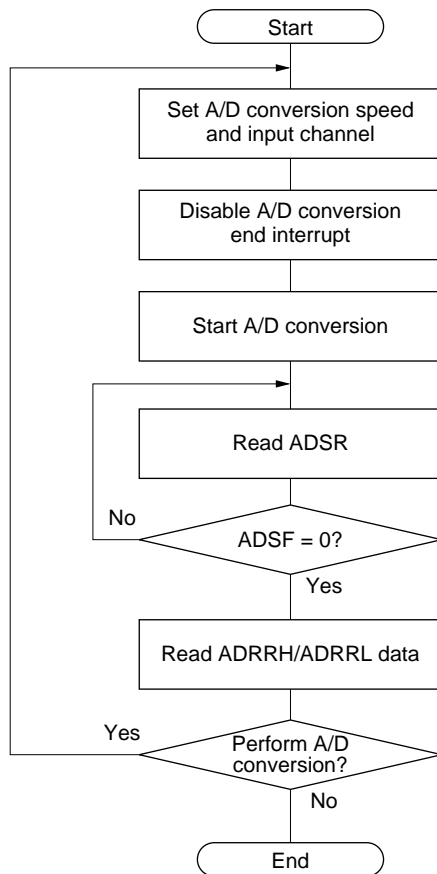 Start
Set A/D conversion speed
and input channel
Disable A/D conversion
end interrupt
Start A/D conversion
Read ADSR
No
ADSF = 0?
Yes
Read ADRRH/ADRRL data
Yes
Perform A/D
conversion?
No
End